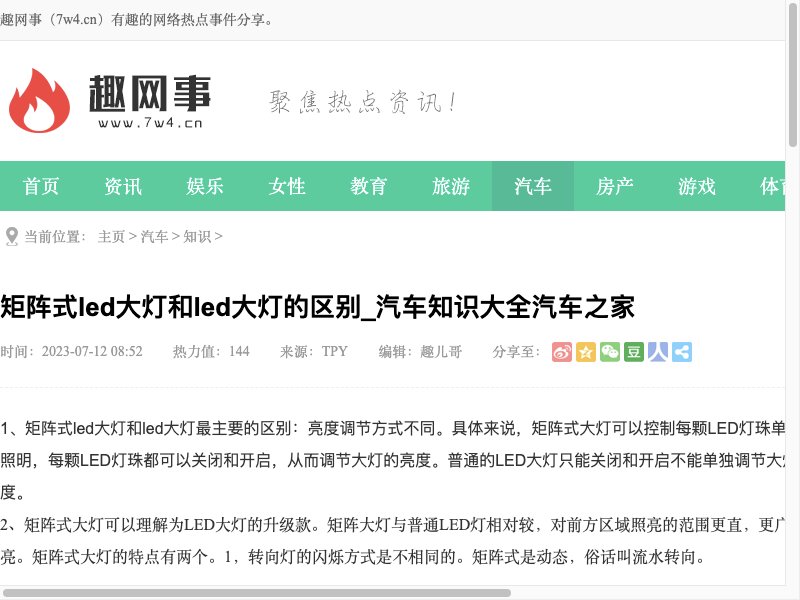 趣网事（7w4.cn）有趣的网络热点事件分享。
趣网事
www.7w4.cn
聚焦热点资讯！
首页 资讯 娱乐 女性 教育 旅游 汽车 房产 游戏 体育
当前位置： 主页 > 汽车 > 知识 >
矩阵式led大灯和led大灯的区别_汽车知识大全汽车之家
时间：2023-07-12 08:52 热力值：144 来源：TPY 编辑：趣儿哥 分享至：
豆
1、矩阵式led大灯和led大灯最主要的区别：亮度调节方式不同。具体来说，矩阵式大灯可以控制每颗LED灯珠单
照明，每颗LED灯珠都可以关闭和开启，从而调节大灯的亮度。普通的LED大灯只能关闭和开启不能单独调节大
度。
2、矩阵式大灯可以理解为LED大灯的升级款。矩阵大灯与普通LED灯相对较，对前方区域照亮的范围更直，更广
亮。矩阵式大灯的特点有两个。1，转向灯的闪烁方式是不相同的。矩阵式是动态，俗话叫流水转向。